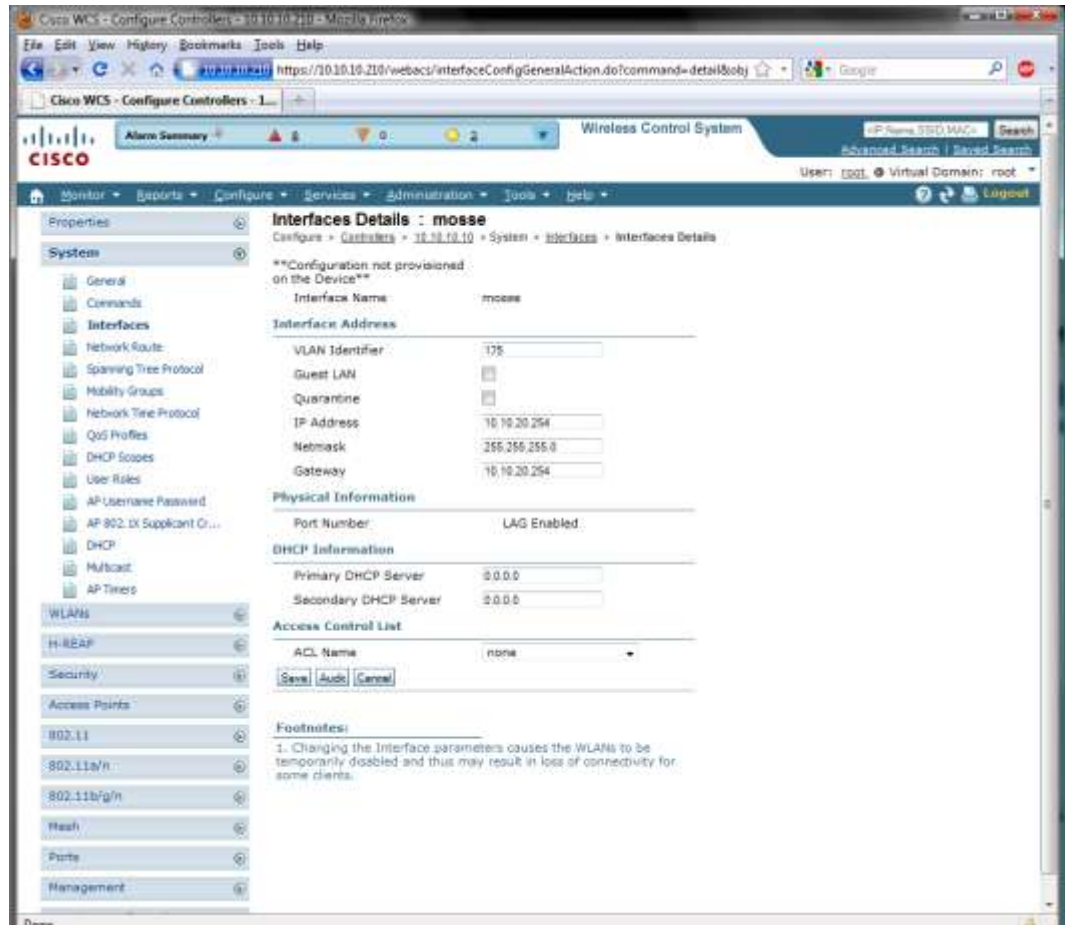 Cisco WCS - Configure Controllers - 10.10.10.210 - Mozilla Firefox
File Edit View History Bookmarks Tools Help
https://10.10.10.210/webacs/interfaceConfigGeneralAction.do?command=detail&obj
Google
Cisco WCS - Configure Controllers - 1...
Alarm Summary
0
2
Wireless Control System
<IP,Name,SSID,MAC>
Search
Advanced Search | Saved Search
CISCO
User: root @ Virtual Domain: root
Monitor Reports Configure Services Administration Tools Help
Logout
Properties
System
General
Commands
Interfaces
Network Route
Spanning Tree Protocol
Mobility Groups
Network Time Protocol
QoS Profiles
DHCP Scopes
User Roles
AP Username Password
AP 802.1X Supplicant Cr...
DHCP
Multicast
AP Timers
WLANs
H-REAP
Security
Access Points
802.11
802.11a/n
802.11b/g/n
Mesh
Ports
Management
Interfaces Details : mosse
Configure > Controllers > 10.10.10.10 > System > Interfaces > Interfaces Details
**Configuration not provisioned
on the Device**
Interface Name mosse
Interface Address
VLAN Identifier 175
Guest LAN
Quarantine
IP Address 10.10.20.254
Netmask 255.255.255.0
Gateway 10.10.20.254
Physical Information
Port Number LAG Enabled
DHCP Information
Primary DHCP Server 0.0.0.0
Secondary DHCP Server 0.0.0.0
Access Control List
ACL Name none
Save Audit Cancel
Footnotes:
1. Changing the Interface parameters causes the WLANs to be
temporarily disabled and thus may result in loss of connectivity for
some clients.
Done